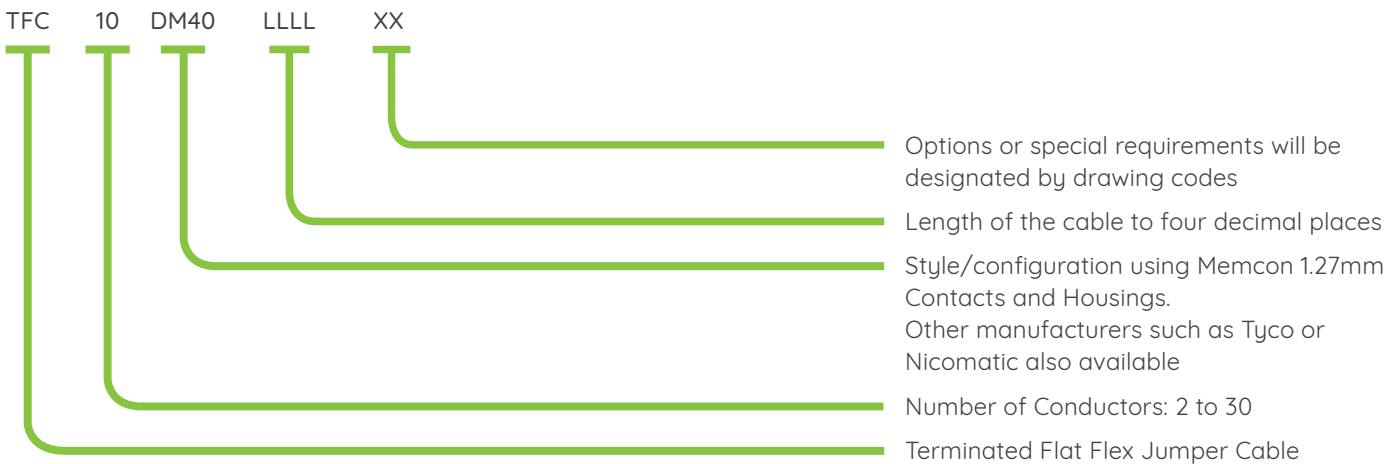 TFC 10 DM40 LLLL XX
Options or special requirements will be
designated by drawing codes
Length of the cable to four decimal places
Style/configuration using Memcon 1.27mm
Contacts and Housings.
Other manufacturers such as Tyco or
Nicomatic also available
Number of Conductors: 2 to 30
Terminated Flat Flex Jumper Cable